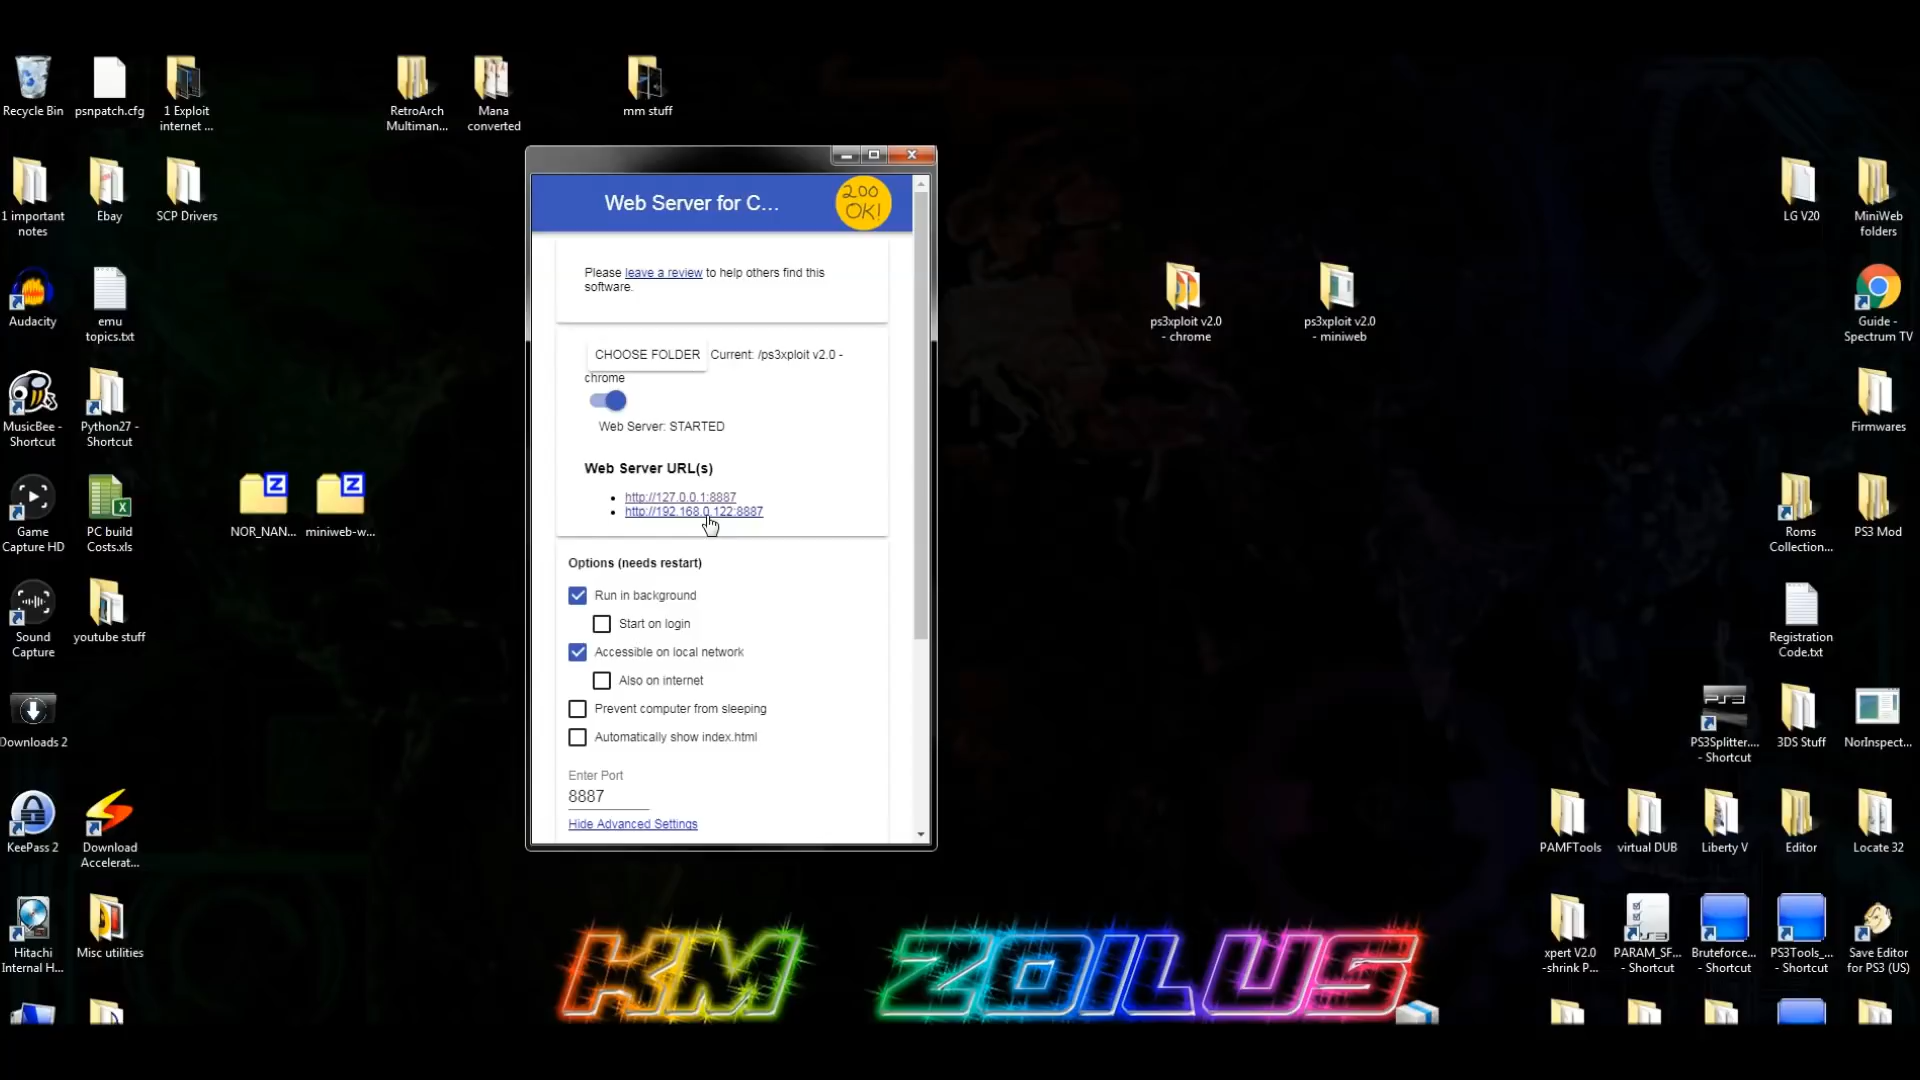 Recycle Bin
psnpatch.cfg
1 Exploit
internet ...
RetroArch
Multiman...
Mana
converted
mm stuff
1 important
notes
Ebay
SCP Drivers
LG V20
MiniWeb
folders
Audacity
emu
topics.txt
ps3xploit v2.0
- chrome
ps3xploit v2.0
- miniweb
Guide -
Spectrum TV
MusicBee -
Shortcut
Python27 -
Shortcut
Firmwares
Game
Capture HD
PC build
Costs.xls
NOR_NAN...
miniweb-w...
Roms
Collection...
PS3 Mod
Sound
Capture
youtube stuff
Registration
Code.txt
Downloads 2
PS3Splitter....
- Shortcut
3DS Stuff
NorInspect...
KeePass 2
Download
Accelerat...
PAMFTools
virtual DUB
Liberty V
Editor
Locate 32
Hitachi
Internal H...
Misc utilities
xpert V2.0
-shrink P...
PARAM_SF...
- Shortcut
Bruteforce...
- Shortcut
PS3Tools_...
- Shortcut
Save Editor
for PS3 (US)
Web Server for C...
200
OK!
Please leave a review to help others find this
software.
CHOOSE FOLDER Current: /ps3xploit v2.0 -
chrome
Web Server: STARTED
Web Server URL(s)
http://127.0.0.1:8887
http://192.168.0.122:8887
Options (needs restart)
Run in background
Start on login
Accessible on local network
Also on internet
Prevent computer from sleeping
Automatically show index.html
Enter Port
8887
Hide Advanced Settings
KM ZOILUS